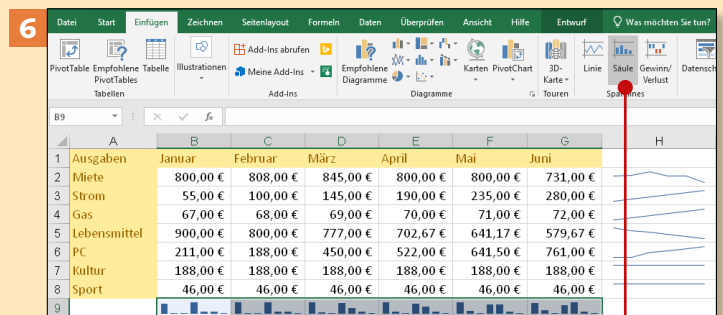 6
Datei Start Einfügen Zeichnen Seitenlayout Formeln Daten Überprüfen Ansicht Hilfe Entwurf Was möchten Sie tun?
PivotTable Empfohlene PivotTables Tabelle Illustrationen Add-Ins abrufen Meine Add-Ins Empfohlene Diagramme Karten PivotChart 3D-Karte Linie Säule Gewinn/Verlust Datensch
Tabellen Add-Ins Diagramme Touren Sparklines
B9 fx
A B C D E F G H
1 Ausgaben Januar Februar März April Mai Juni
2 Miete 800,00 € 808,00 € 845,00 € 800,00 € 800,00 € 731,00 €
3 Strom 55,00 € 100,00 € 145,00 € 190,00 € 235,00 € 280,00 €
4 Gas 67,00 € 68,00 € 69,00 € 70,00 € 71,00 € 72,00 €
5 Lebensmittel 900,00 € 800,00 € 777,00 € 702,67 € 641,17 € 579,67 €
6 PC 211,00 € 188,00 € 450,00 € 522,00 € 641,50 € 761,00 €
7 Kultur 188,00 € 188,00 € 188,00 € 188,00 € 188,00 € 188,00 €
8 Sport 46,00 € 46,00 € 46,00 € 46,00 € 46,00 € 46,00 €
9